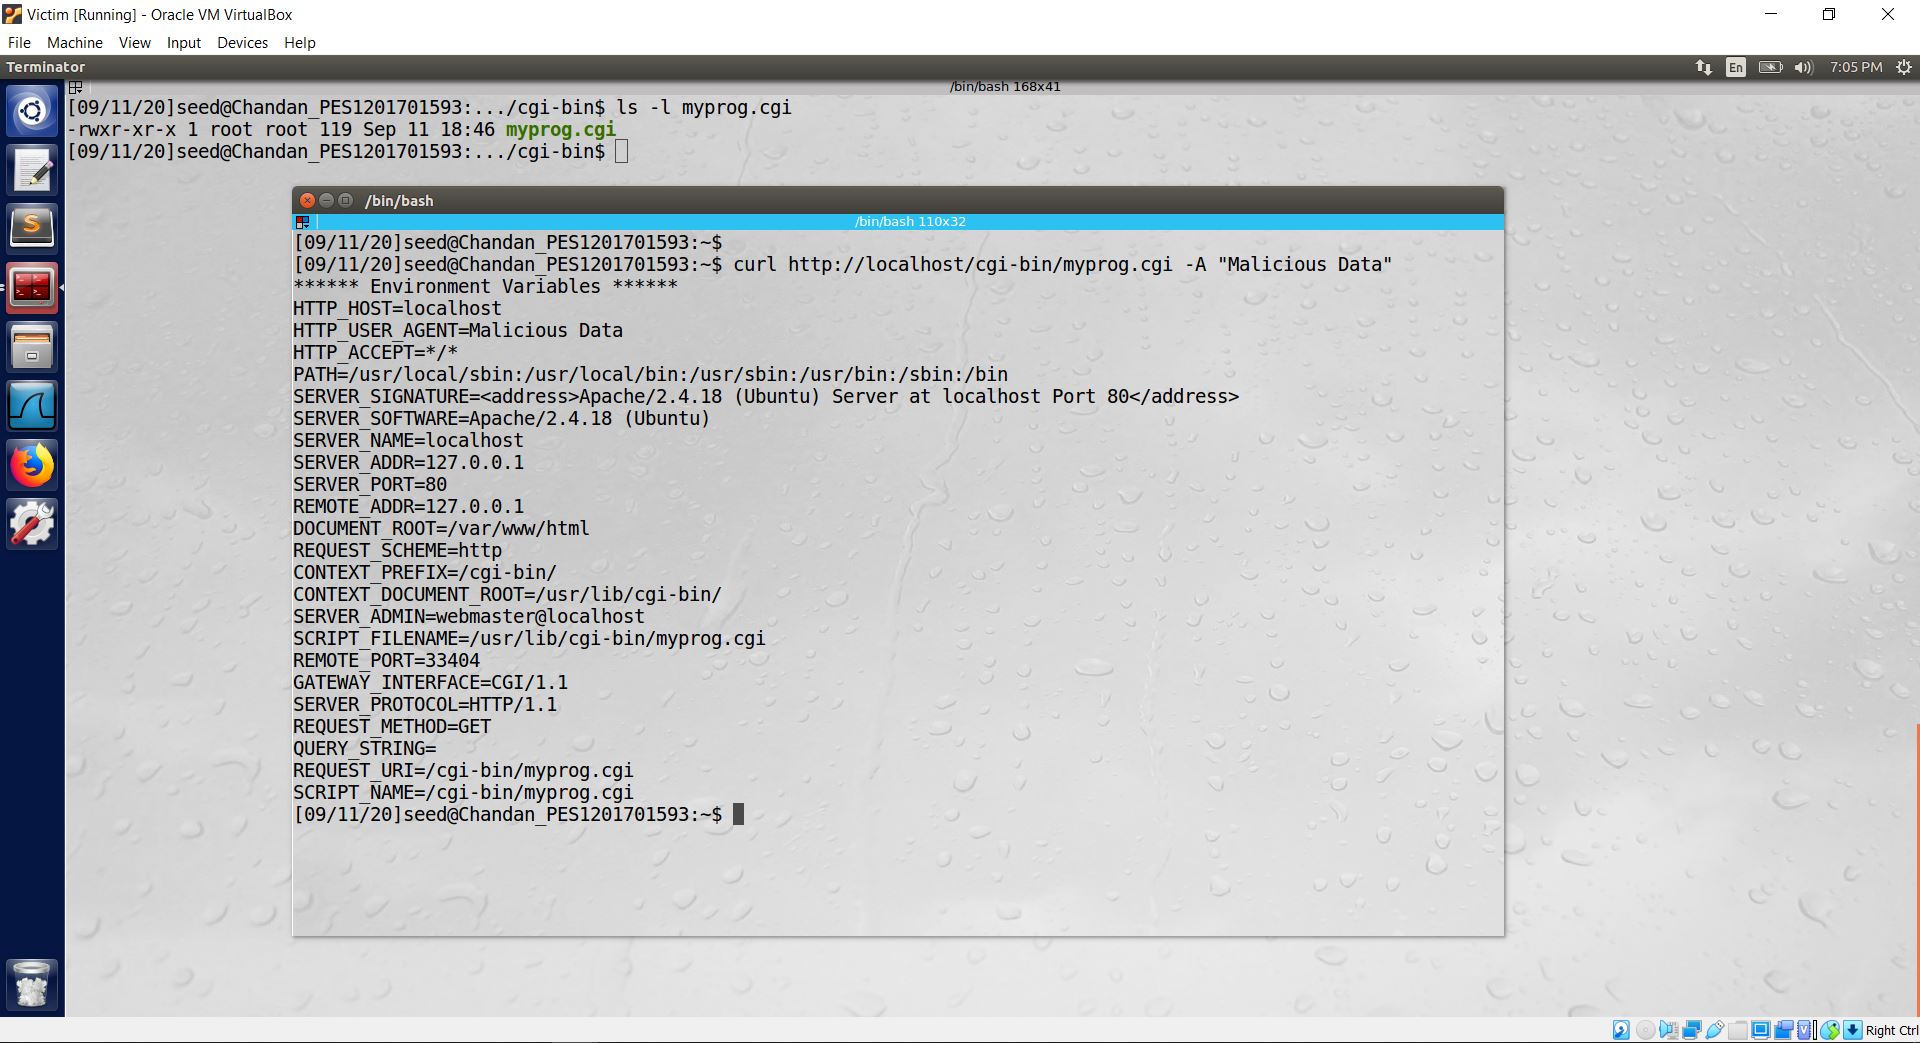 Victim [Running] - Oracle VM VirtualBox
File Machine View Input Devices Help
Terminator
En
7:05 PM
/bin/bash 168x41
[09/11/20]seed@Chandan_PES1201701593:.../cgi-bin$ ls -l myprog.cgi
-rwxr-xr-x 1 root root 119 Sep 11 18:46 myprog.cgi
[09/11/20]seed@Chandan_PES1201701593:.../cgi-bin$
/bin/bash
/bin/bash 110x32
[09/11/20]seed@Chandan_PES1201701593:~$
[09/11/20]seed@Chandan_PES1201701593:~$ curl http://localhost/cgi-bin/myprog.cgi -A "Malicious Data"
****** Environment Variables ******
HTTP_HOST=localhost
HTTP_USER_AGENT=Malicious Data
HTTP_ACCEPT=*/*
PATH=/usr/local/sbin:/usr/local/bin:/usr/sbin:/usr/bin:/sbin:/bin
SERVER_SIGNATURE=<address>Apache/2.4.18 (Ubuntu) Server at localhost Port 80</address>
SERVER_SOFTWARE=Apache/2.4.18 (Ubuntu)
SERVER_NAME=localhost
SERVER_ADDR=127.0.0.1
SERVER_PORT=80
REMOTE_ADDR=127.0.0.1
DOCUMENT_ROOT=/var/www/html
REQUEST_SCHEME=http
CONTEXT_PREFIX=/cgi-bin/
CONTEXT_DOCUMENT_ROOT=/usr/lib/cgi-bin/
SERVER_ADMIN=webmaster@localhost
SCRIPT_FILENAME=/usr/lib/cgi-bin/myprog.cgi
REMOTE_PORT=33404
GATEWAY_INTERFACE=CGI/1.1
SERVER_PROTOCOL=HTTP/1.1
REQUEST_METHOD=GET
QUERY_STRING=
REQUEST_URI=/cgi-bin/myprog.cgi
SCRIPT_NAME=/cgi-bin/myprog.cgi
[09/11/20]seed@Chandan_PES1201701593:~$
Right Ctrl